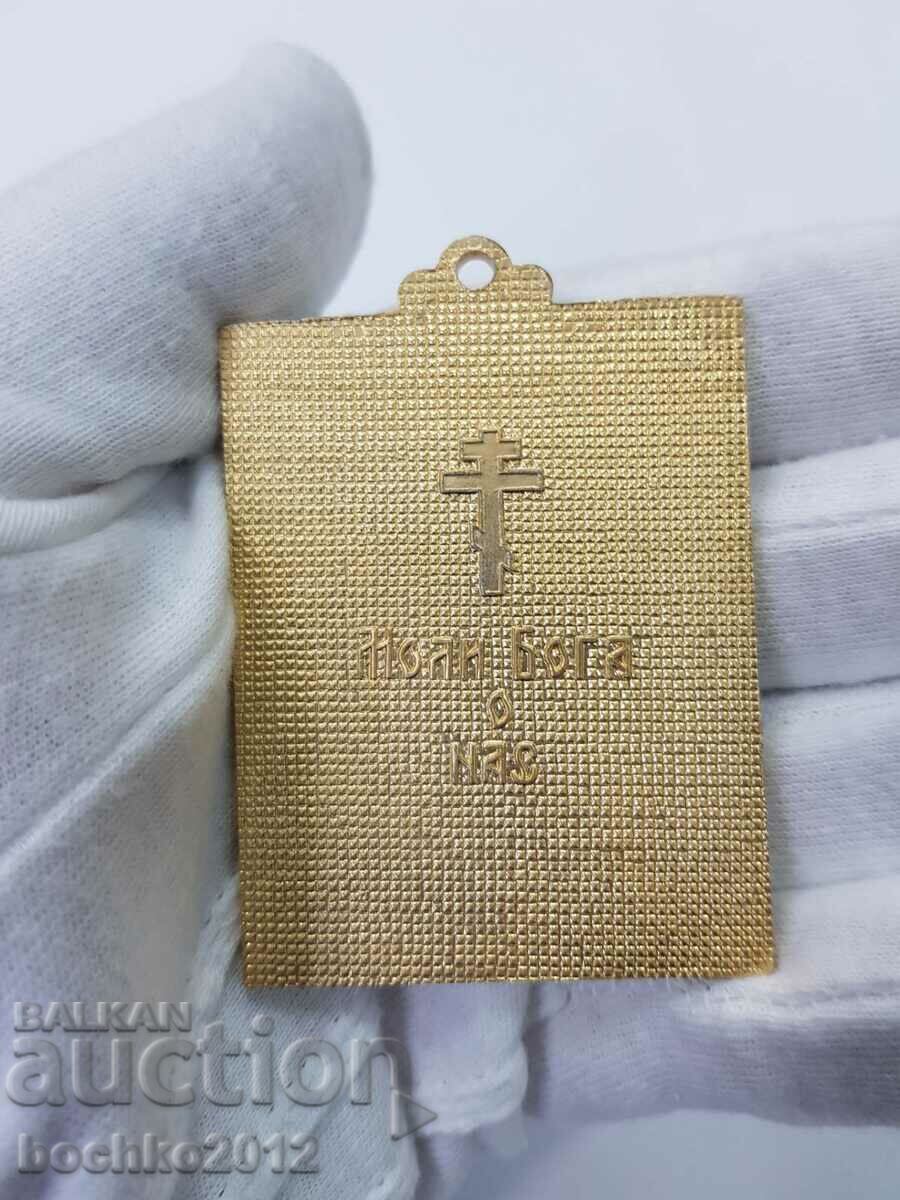 Моли Бога
о
нас
BALKAN
auction
bochko2012